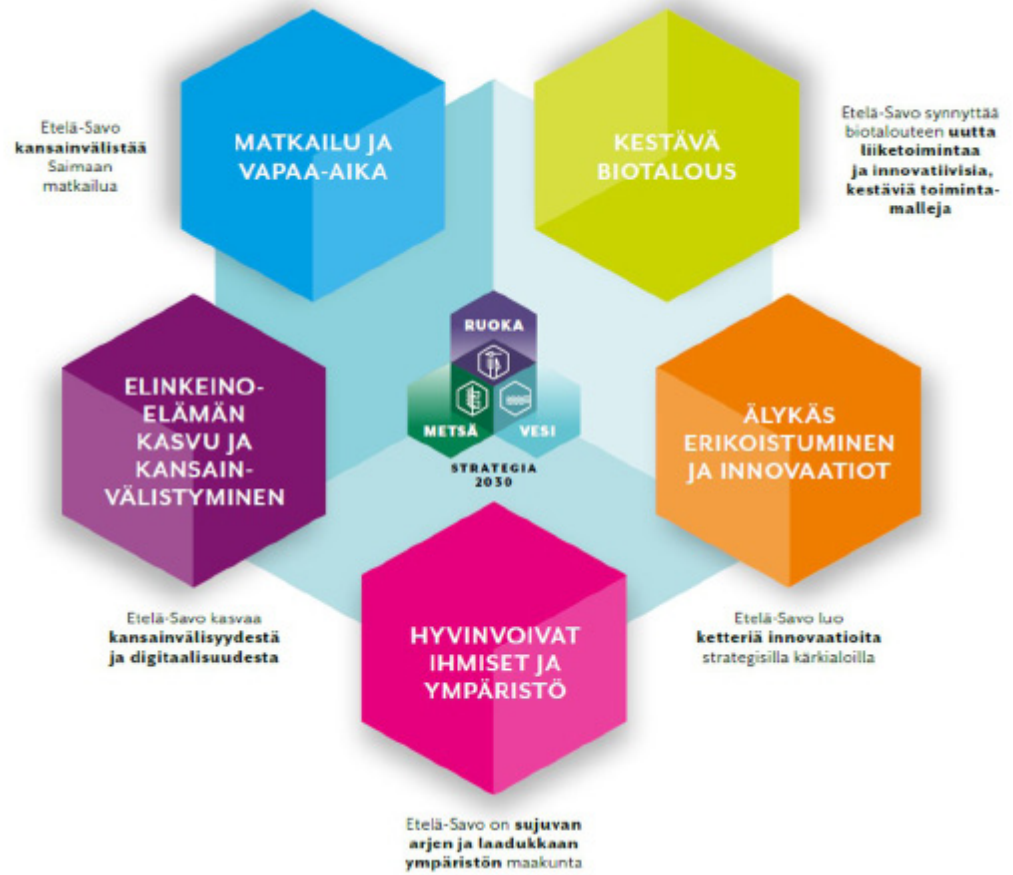 Etelä-Savo
kansainvälistää
Saimaan
matkailua
MATKAILU JA
VAPAA-AIKA
KESTÄVÄ
BIOTALOUS
Etelä-Savo synnyttää
biotalouteen uutta
liiketoimintaa
ja innovatiivisia,
kestäviä toiminta-
malleja
ELINKEINO-
ELÄMÄN
KASVU JA
KANSAIN-
VÄLISTYMINEN
Etelä-Savo kasvaa
kansainvälisyydestä
ja digitaalisuudesta
RUOKA
METSÄ
VESI
STRATEGIA
2030
ÄLYKÄS
ERIKOISTUMINEN
JA INNOVAATIOT
Etelä-Savo luo
ketteriä innovaatioita
strategisilla kärkialoilla
HYVINVOIVAT
IHMISET JA
YMPÄRISTÖ
Etelä-Savo on sujuvan
arjen ja laadukkaan
ympäristön maakunta